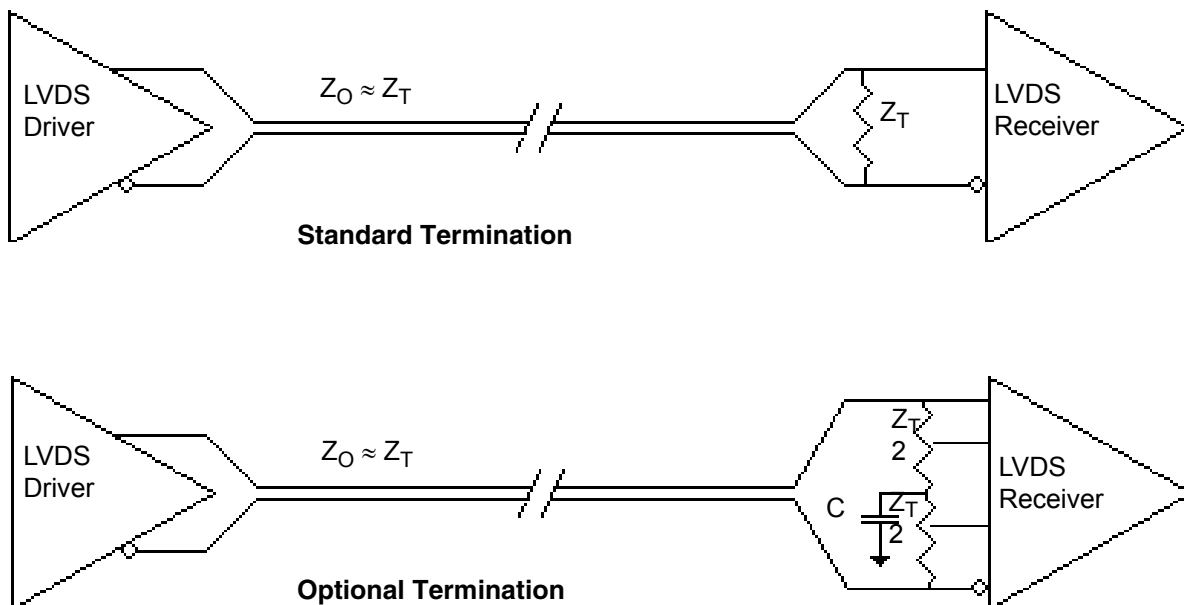 LVDS
Driver
Z_O ≈ Z_T
Z_T
LVDS
Receiver
Standard Termination
LVDS
Driver
Z_O ≈ Z_T
Z_T
2
C
Z_T
2
LVDS
Receiver
Optional Termination